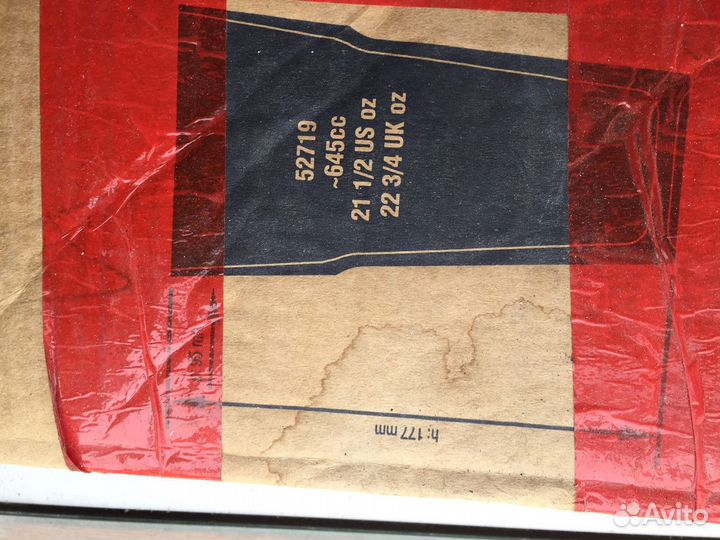 52719
~645cc
21 1/2 US oz
22 3/4 UK oz
h: 177 mm
Avito